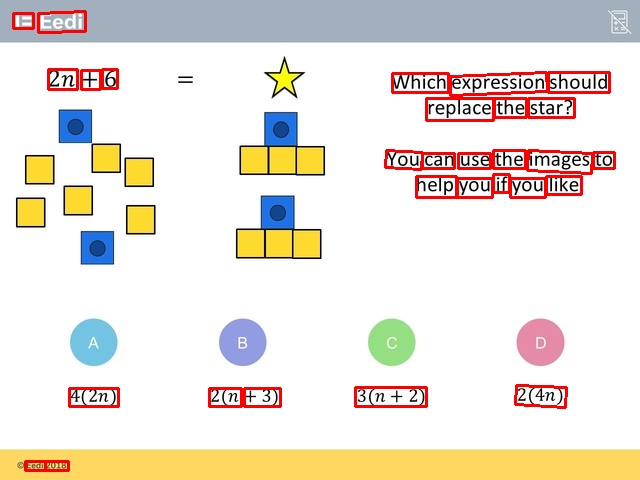 Eedi
2n + 6 =
Which expression should
replace the star?
You can use the images to
help you if you like
A B C D
4(2n) 2(n + 3) 3(n + 2) 2(4n)
© Eedi 2018